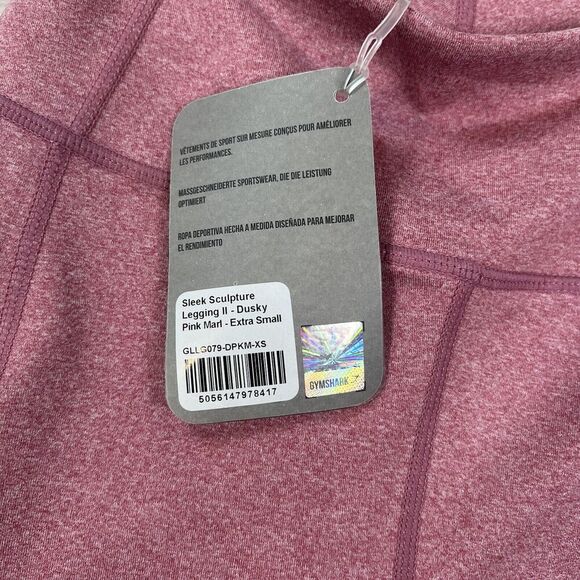 VÊTEMENTS DE SPORT SUR MESURE CONÇUS POUR AMÉLIORER
LES PERFORMANCES.
MASSGESCHNEIDERTE SPORTSWEAR, DIE DIE LEISTUNG
OPTIMIERT
ROPA DEPORTIVA HECHA A MEDIDA DISEÑADA PARA MEJORAR
EL RENDIMIENTO
Sleek Sculpture
Legging II - Dusky
Pink Marl - Extra Small
GLLG079-DPKM-XS
5056147978417
GYMSHARK